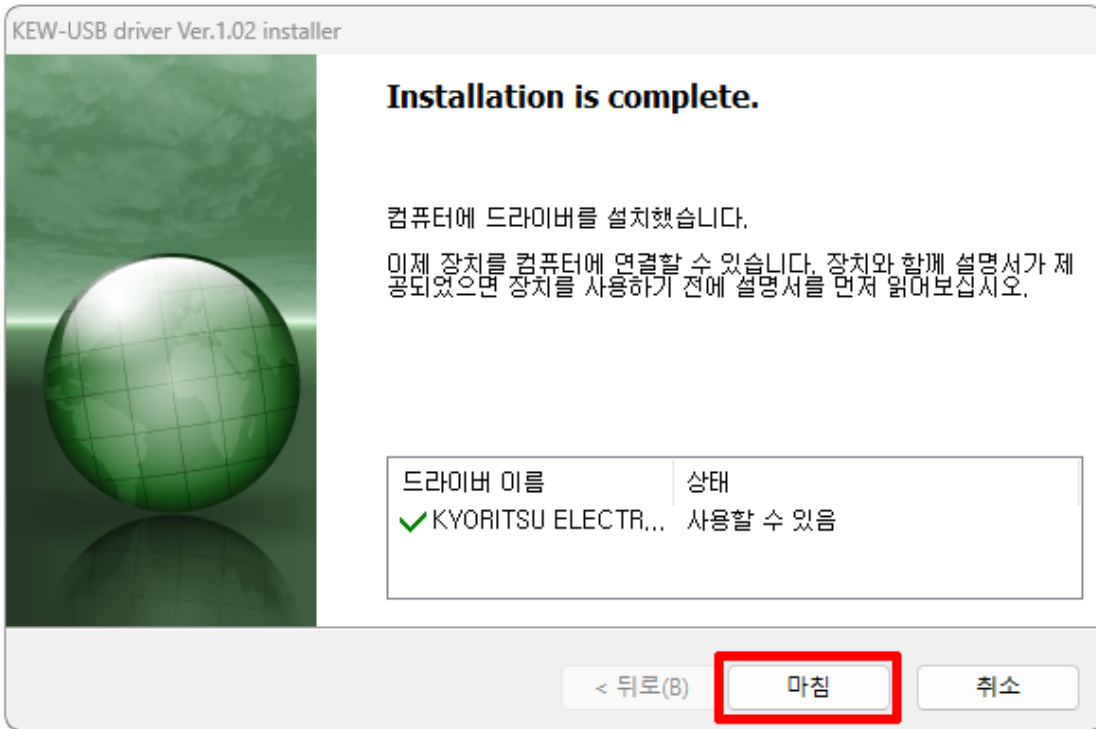 KEW-USB driver Ver.1.02 installer
Installation is complete.
컴퓨터에 드라이버를 설치했습니다.
이제 장치를 컴퓨터에 연결할 수 있습니다. 장치와 함께 설명서가 제
공되었으면 장치를 사용하기 전에 설명서를 먼저 읽어보십시오.
드라이버 이름 상태
KYORITSU ELECTR... 사용할 수 있음
< 뒤로(B) 마침 취소